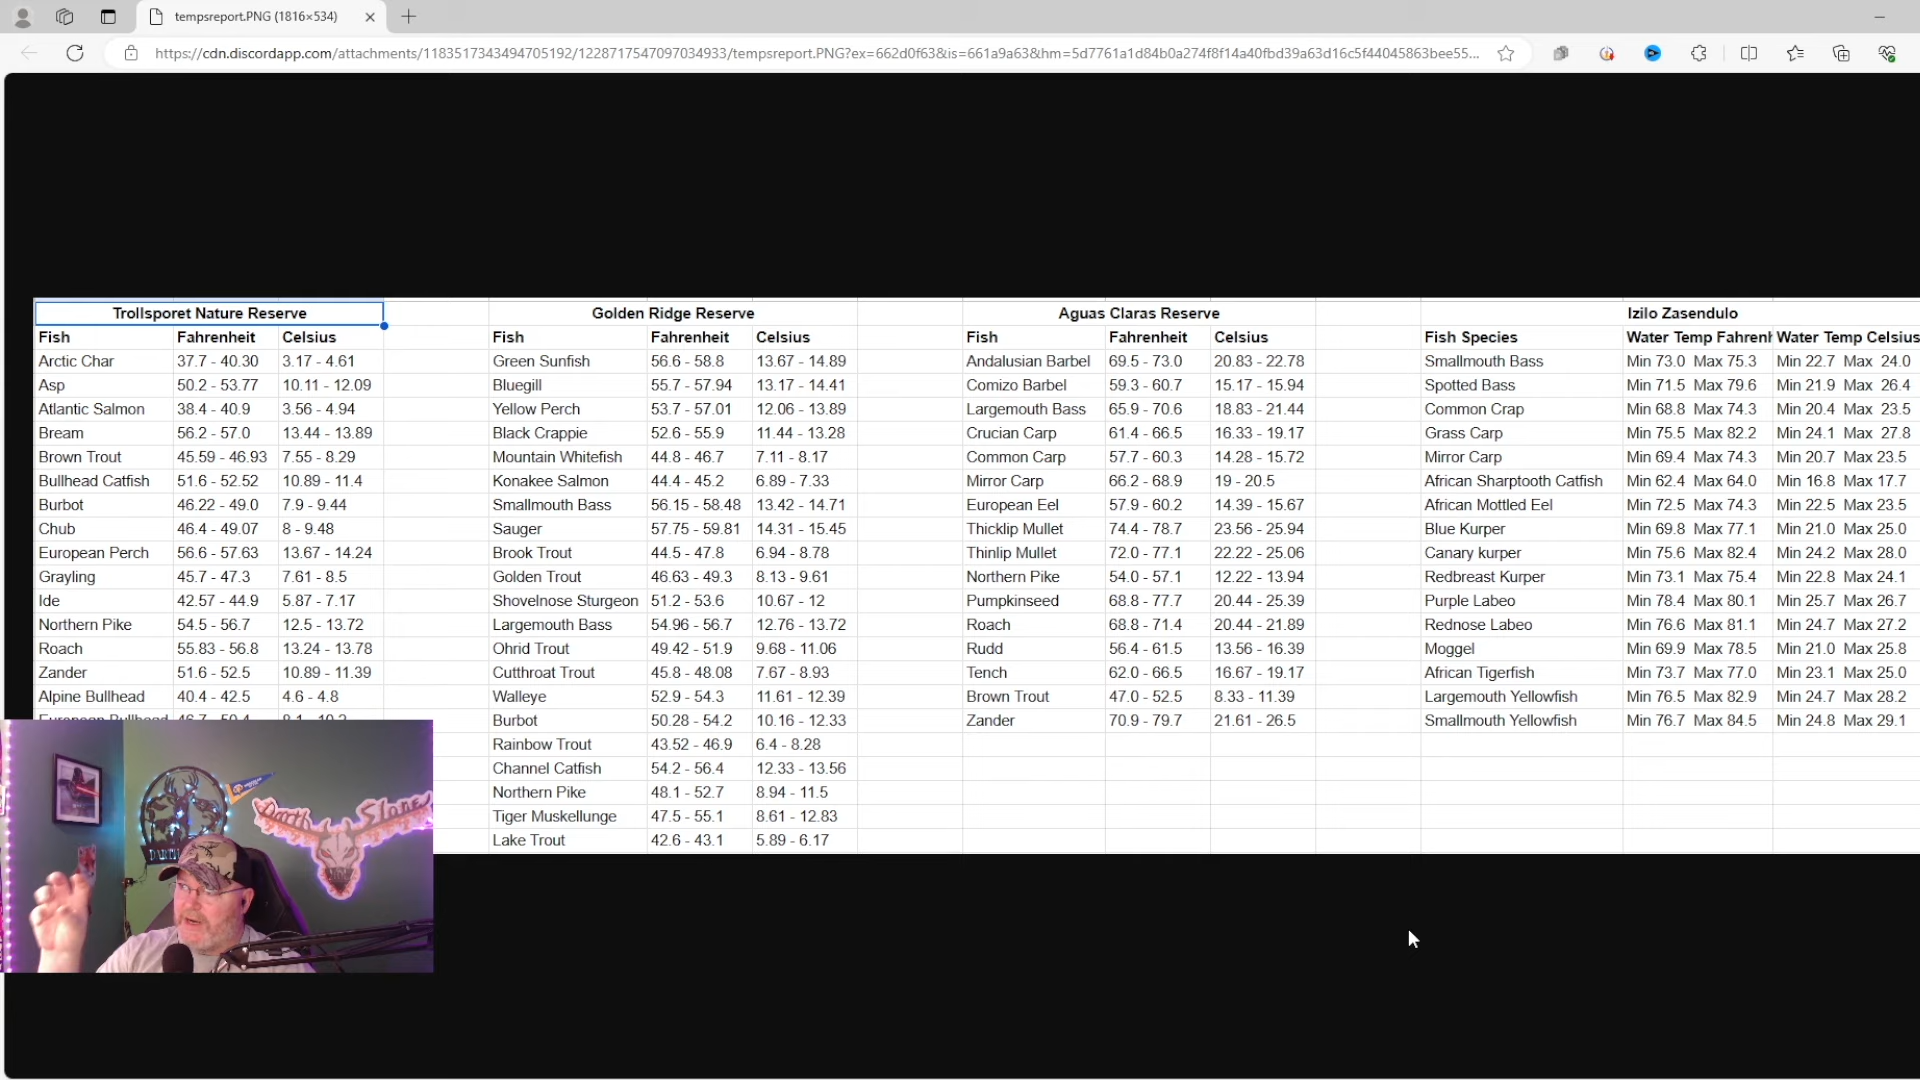 tempsreport.PNG (1816×534)
https://cdn.discordapp.com/attachments/1183517343494705192/1228717547097034933/tempsreport.PNG?ex=662d0f63&is=661a9a63&hm=5d7761a1d84b0a274f8f14a40fbd39a63d16c5f44045863bee55...
Trollsporet Nature Reserve
Fish Fahrenheit Celsius
Arctic Char 37.7 - 40.30 3.17 - 4.61
Asp 50.2 - 53.77 10.11 - 12.09
Atlantic Salmon 38.4 - 40.9 3.56 - 4.94
Bream 56.2 - 57.0 13.44 - 13.89
Brown Trout 45.59 - 46.93 7.55 - 8.29
Bullhead Catfish 51.6 - 52.52 10.89 - 11.4
Burbot 46.22 - 49.0 7.9 - 9.44
Chub 46.4 - 49.07 8 - 9.48
European Perch 56.6 - 57.63 13.67 - 14.24
Grayling 45.7 - 47.3 7.61 - 8.5
Ide 42.57 - 44.9 5.87 - 7.17
Northern Pike 54.5 - 56.7 12.5 - 13.72
Roach 55.83 - 56.8 13.24 - 13.78
Zander 51.6 - 52.5 10.89 - 11.39
Alpine Bullhead 40.4 - 42.5 4.6 - 4.8
European Bullhead 46.7 - 50.4 8.1 - 10.2
Golden Ridge Reserve
Fish Fahrenheit Celsius
Green Sunfish 56.6 - 58.8 13.67 - 14.89
Bluegill 55.7 - 57.94 13.17 - 14.41
Yellow Perch 53.7 - 57.01 12.06 - 13.89
Black Crappie 52.6 - 55.9 11.44 - 13.28
Mountain Whitefish 44.8 - 46.7 7.11 - 8.17
Konakee Salmon 44.4 - 45.2 6.89 - 7.33
Smallmouth Bass 56.15 - 58.48 13.42 - 14.71
Sauger 57.75 - 59.81 14.31 - 15.45
Brook Trout 44.5 - 47.8 6.94 - 8.78
Golden Trout 46.63 - 49.3 8.13 - 9.61
Shovelnose Sturgeon 51.2 - 53.6 10.67 - 12
Largemouth Bass 54.96 - 56.7 12.76 - 13.72
Ohrid Trout 49.42 - 51.9 9.68 - 11.06
Cutthroat Trout 45.8 - 48.08 7.67 - 8.93
Walleye 52.9 - 54.3 11.61 - 12.39
Burbot 50.28 - 54.2 10.16 - 12.33
Rainbow Trout 43.52 - 46.9 6.4 - 8.28
Channel Catfish 54.2 - 56.4 12.33 - 13.56
Northern Pike 48.1 - 52.7 8.94 - 11.5
Tiger Muskellunge 47.5 - 55.1 8.61 - 12.83
Lake Trout 42.6 - 43.1 5.89 - 6.17
Aguas Claras Reserve
Fish Fahrenheit Celsius
Andalusian Barbel 69.5 - 73.0 20.83 - 22.78
Comizo Barbel 59.3 - 60.7 15.17 - 15.94
Largemouth Bass 65.9 - 70.6 18.83 - 21.44
Crucian Carp 61.4 - 66.5 16.33 - 19.17
Common Carp 57.7 - 60.3 14.28 - 15.72
Mirror Carp 66.2 - 68.9 19 - 20.5
European Eel 57.9 - 60.2 14.39 - 15.67
Thicklip Mullet 74.4 - 78.7 23.56 - 25.94
Thinlip Mullet 72.0 - 77.1 22.22 - 25.06
Northern Pike 54.0 - 57.1 12.22 - 13.94
Pumpkinseed 68.8 - 77.7 20.44 - 25.39
Roach 68.8 - 71.4 20.44 - 21.89
Rudd 56.4 - 61.5 13.56 - 16.39
Tench 62.0 - 66.5 16.67 - 19.17
Brown Trout 47.0 - 52.5 8.33 - 11.39
Zander 70.9 - 79.7 21.61 - 26.5
Izilo Zasendulo
Fish Species Water Temp Fahrenh Water Temp Celsius
Smallmouth Bass Min 73.0 Max 75.3 Min 22.7 Max 24.0
Spotted Bass Min 71.5 Max 79.6 Min 21.9 Max 26.4
Common Crap Min 68.8 Max 74.3 Min 20.4 Max 23.5
Grass Carp Min 75.5 Max 82.2 Min 24.1 Max 27.8
Mirror Carp Min 69.4 Max 74.3 Min 20.7 Max 23.5
African Sharptooth Catfish Min 62.4 Max 64.0 Min 16.8 Max 17.7
African Mottled Eel Min 72.5 Max 74.3 Min 22.5 Max 23.5
Blue Kurper Min 69.8 Max 77.1 Min 21.0 Max 25.0
Canary kurper Min 75.6 Max 82.4 Min 24.2 Max 28.0
Redbreast Kurper Min 73.1 Max 75.4 Min 22.8 Max 24.1
Purple Labeo Min 78.4 Max 80.1 Min 25.7 Max 26.7
Rednose Labeo Min 76.6 Max 81.1 Min 24.7 Max 27.2
Moggel Min 69.9 Max 78.5 Min 21.0 Max 25.8
African Tigerfish Min 73.7 Max 77.0 Min 23.1 Max 25.0
Largemouth Yellowfish Min 76.5 Max 82.9 Min 24.7 Max 28.2
Smallmouth Yellowfish Min 76.7 Max 84.5 Min 24.8 Max 29.1
Darth Slone